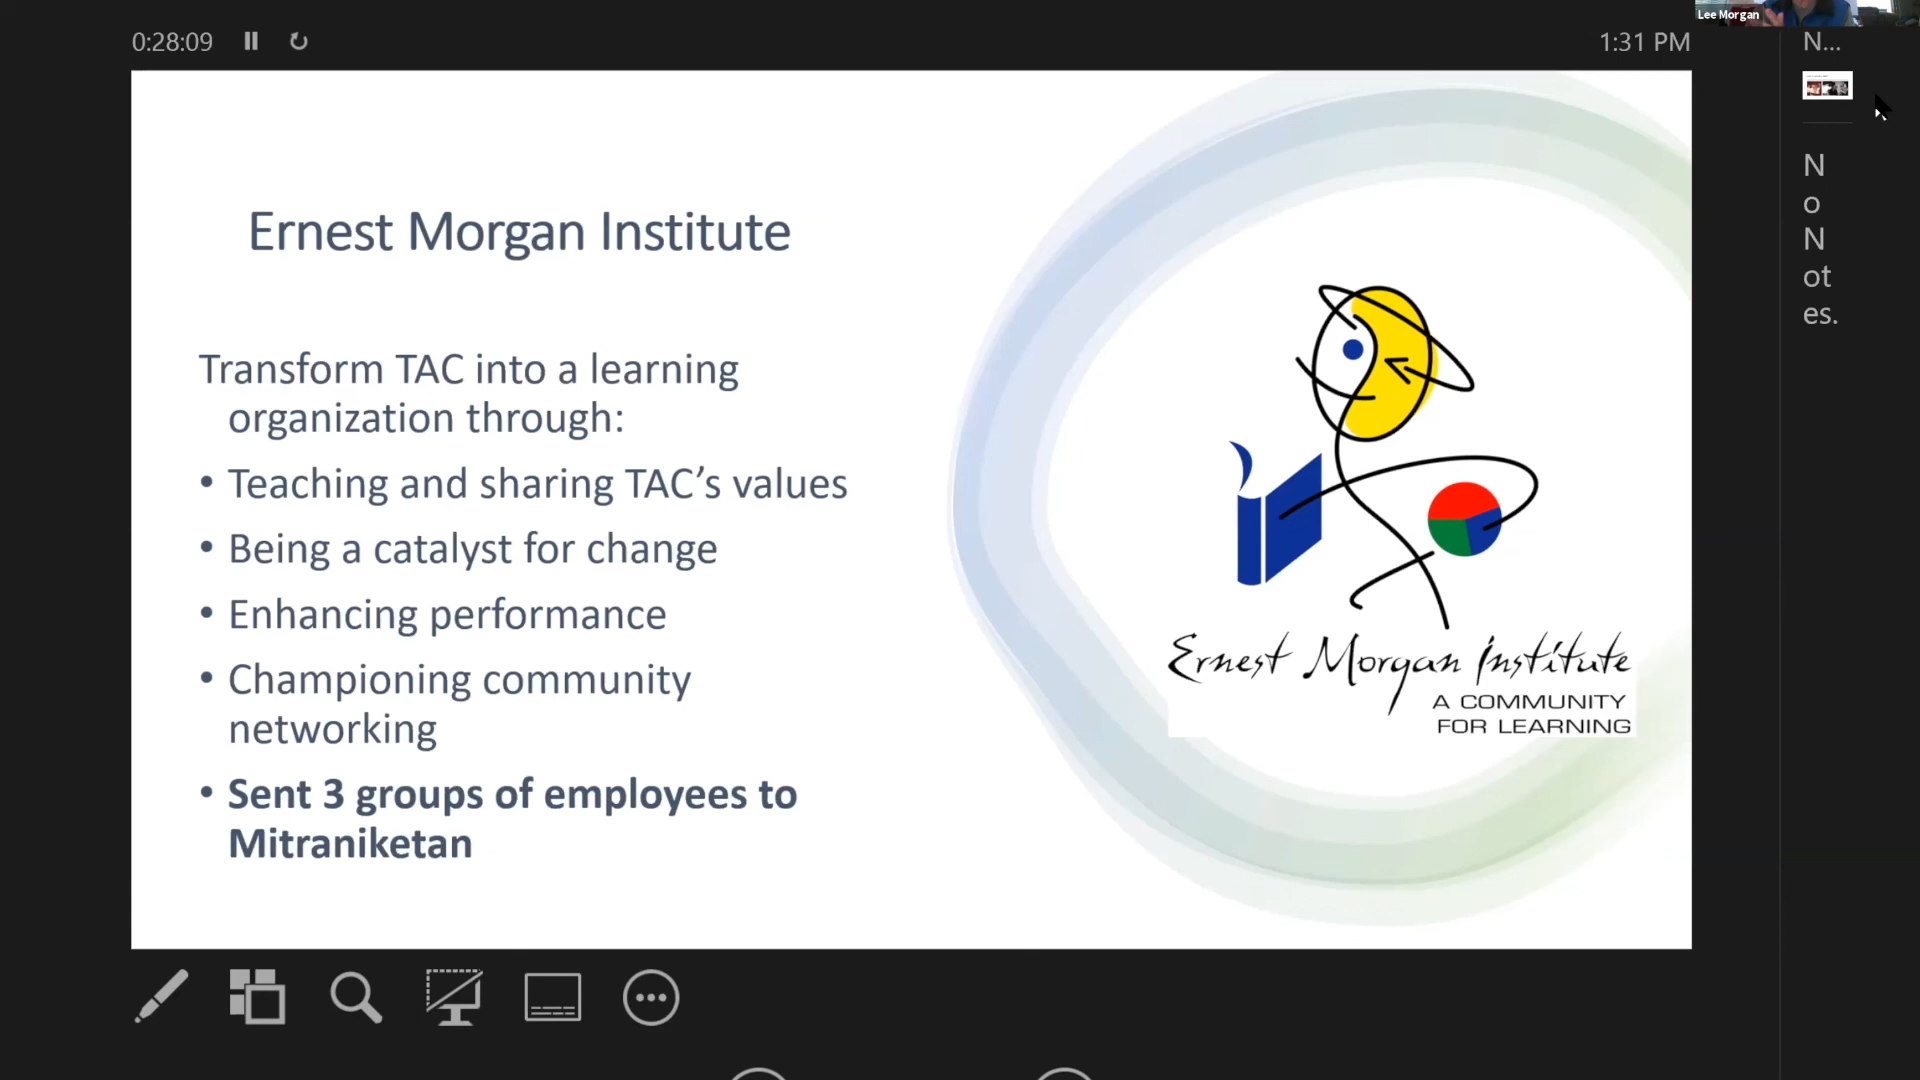 Lee Morgan
0:28:09
1:31 PM
N...
Ernest Morgan Institute
Transform TAC into a learning
organization through:
• Teaching and sharing TAC’s values
• Being a catalyst for change
• Enhancing performance
• Championing community
networking
• Sent 3 groups of employees to
Mitraniketan
Ernest Morgan Institute
A COMMUNITY
FOR LEARNING
N
o
N
ot
es.